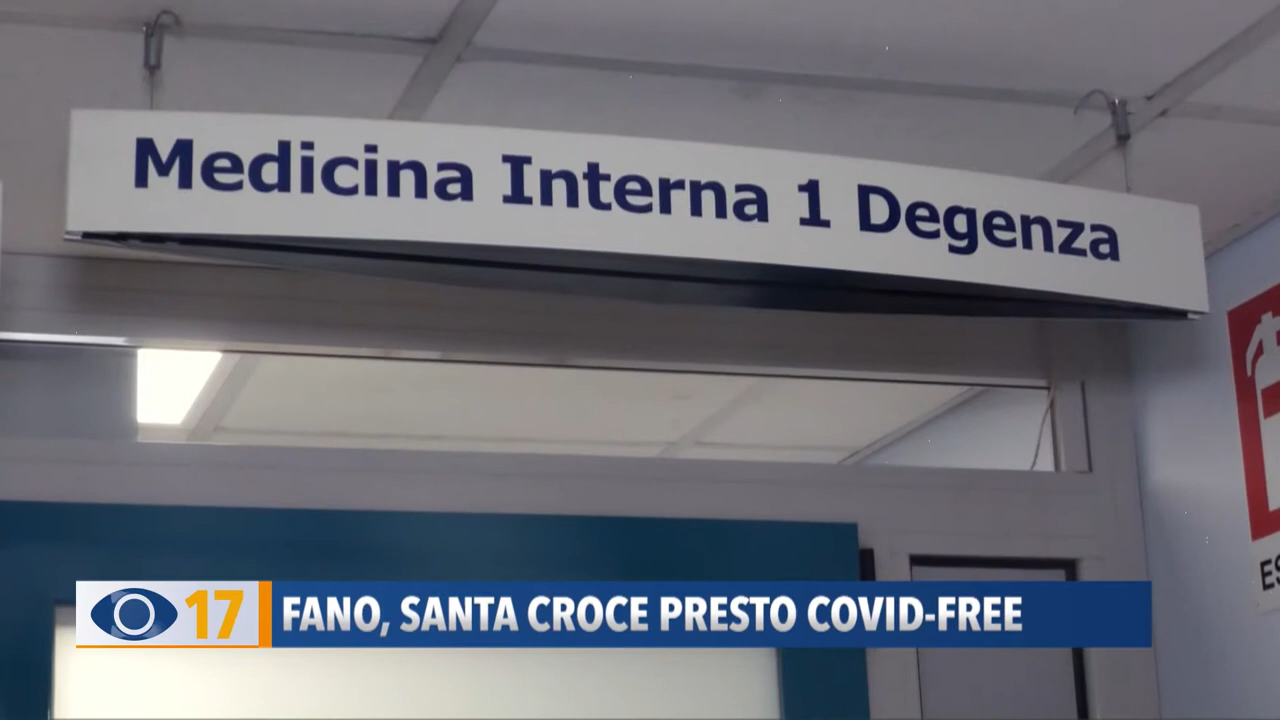 Medicina Interna 1 Degenza
17
FANO, SANTA CROCE PRESTO COVID-FREE